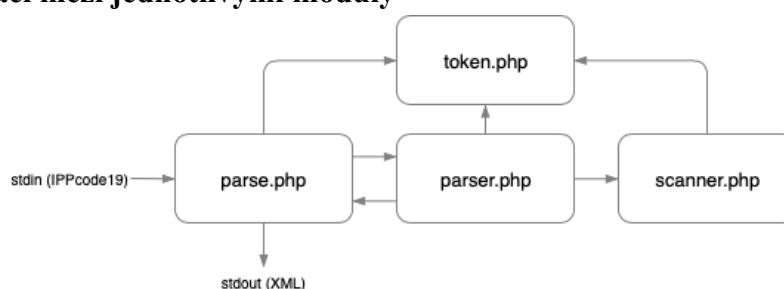 mezi jednotlivými moduly
token.php
stdin (IPPcode19)
parse.php
parser.php
scanner.php
stdout (XML)